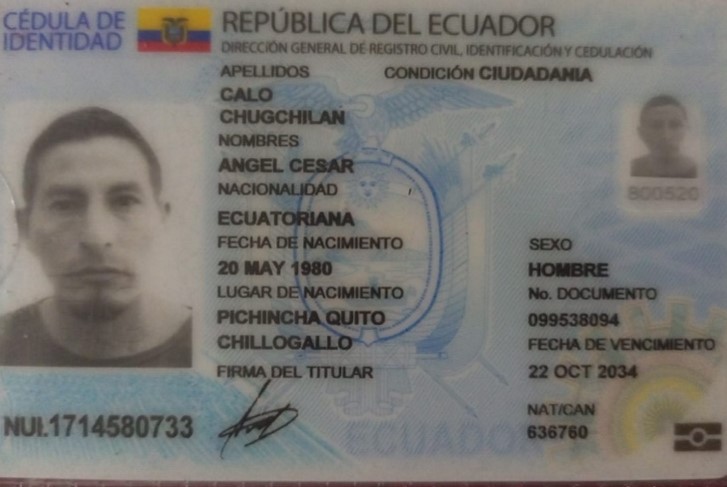 CÉDULA DE
IDENTIDAD
REPÚBLICA DEL ECUADOR
DIRECCIÓN GENERAL DE REGISTRO CIVIL, IDENTIFICACIÓN Y CEDULACIÓN
APELLIDOS CONDICIÓN CIUDADANIA
CALO
CHUGCHILAN
NOMBRES
ANGEL CESAR
NACIONALIDAD
800520
ECUATORIANA
FECHA DE NACIMIENTO SEXO
20 MAY 1980 HOMBRE
LUGAR DE NACIMIENTO No. DOCUMENTO
PICHINCHA QUITO 099538094
CHILLOGALLO FECHA DE VENCIMIENTO
FIRMA DEL TITULAR 22 OCT 2034
NAT/CAN
NUI.1714580733 636760
ECUADOR